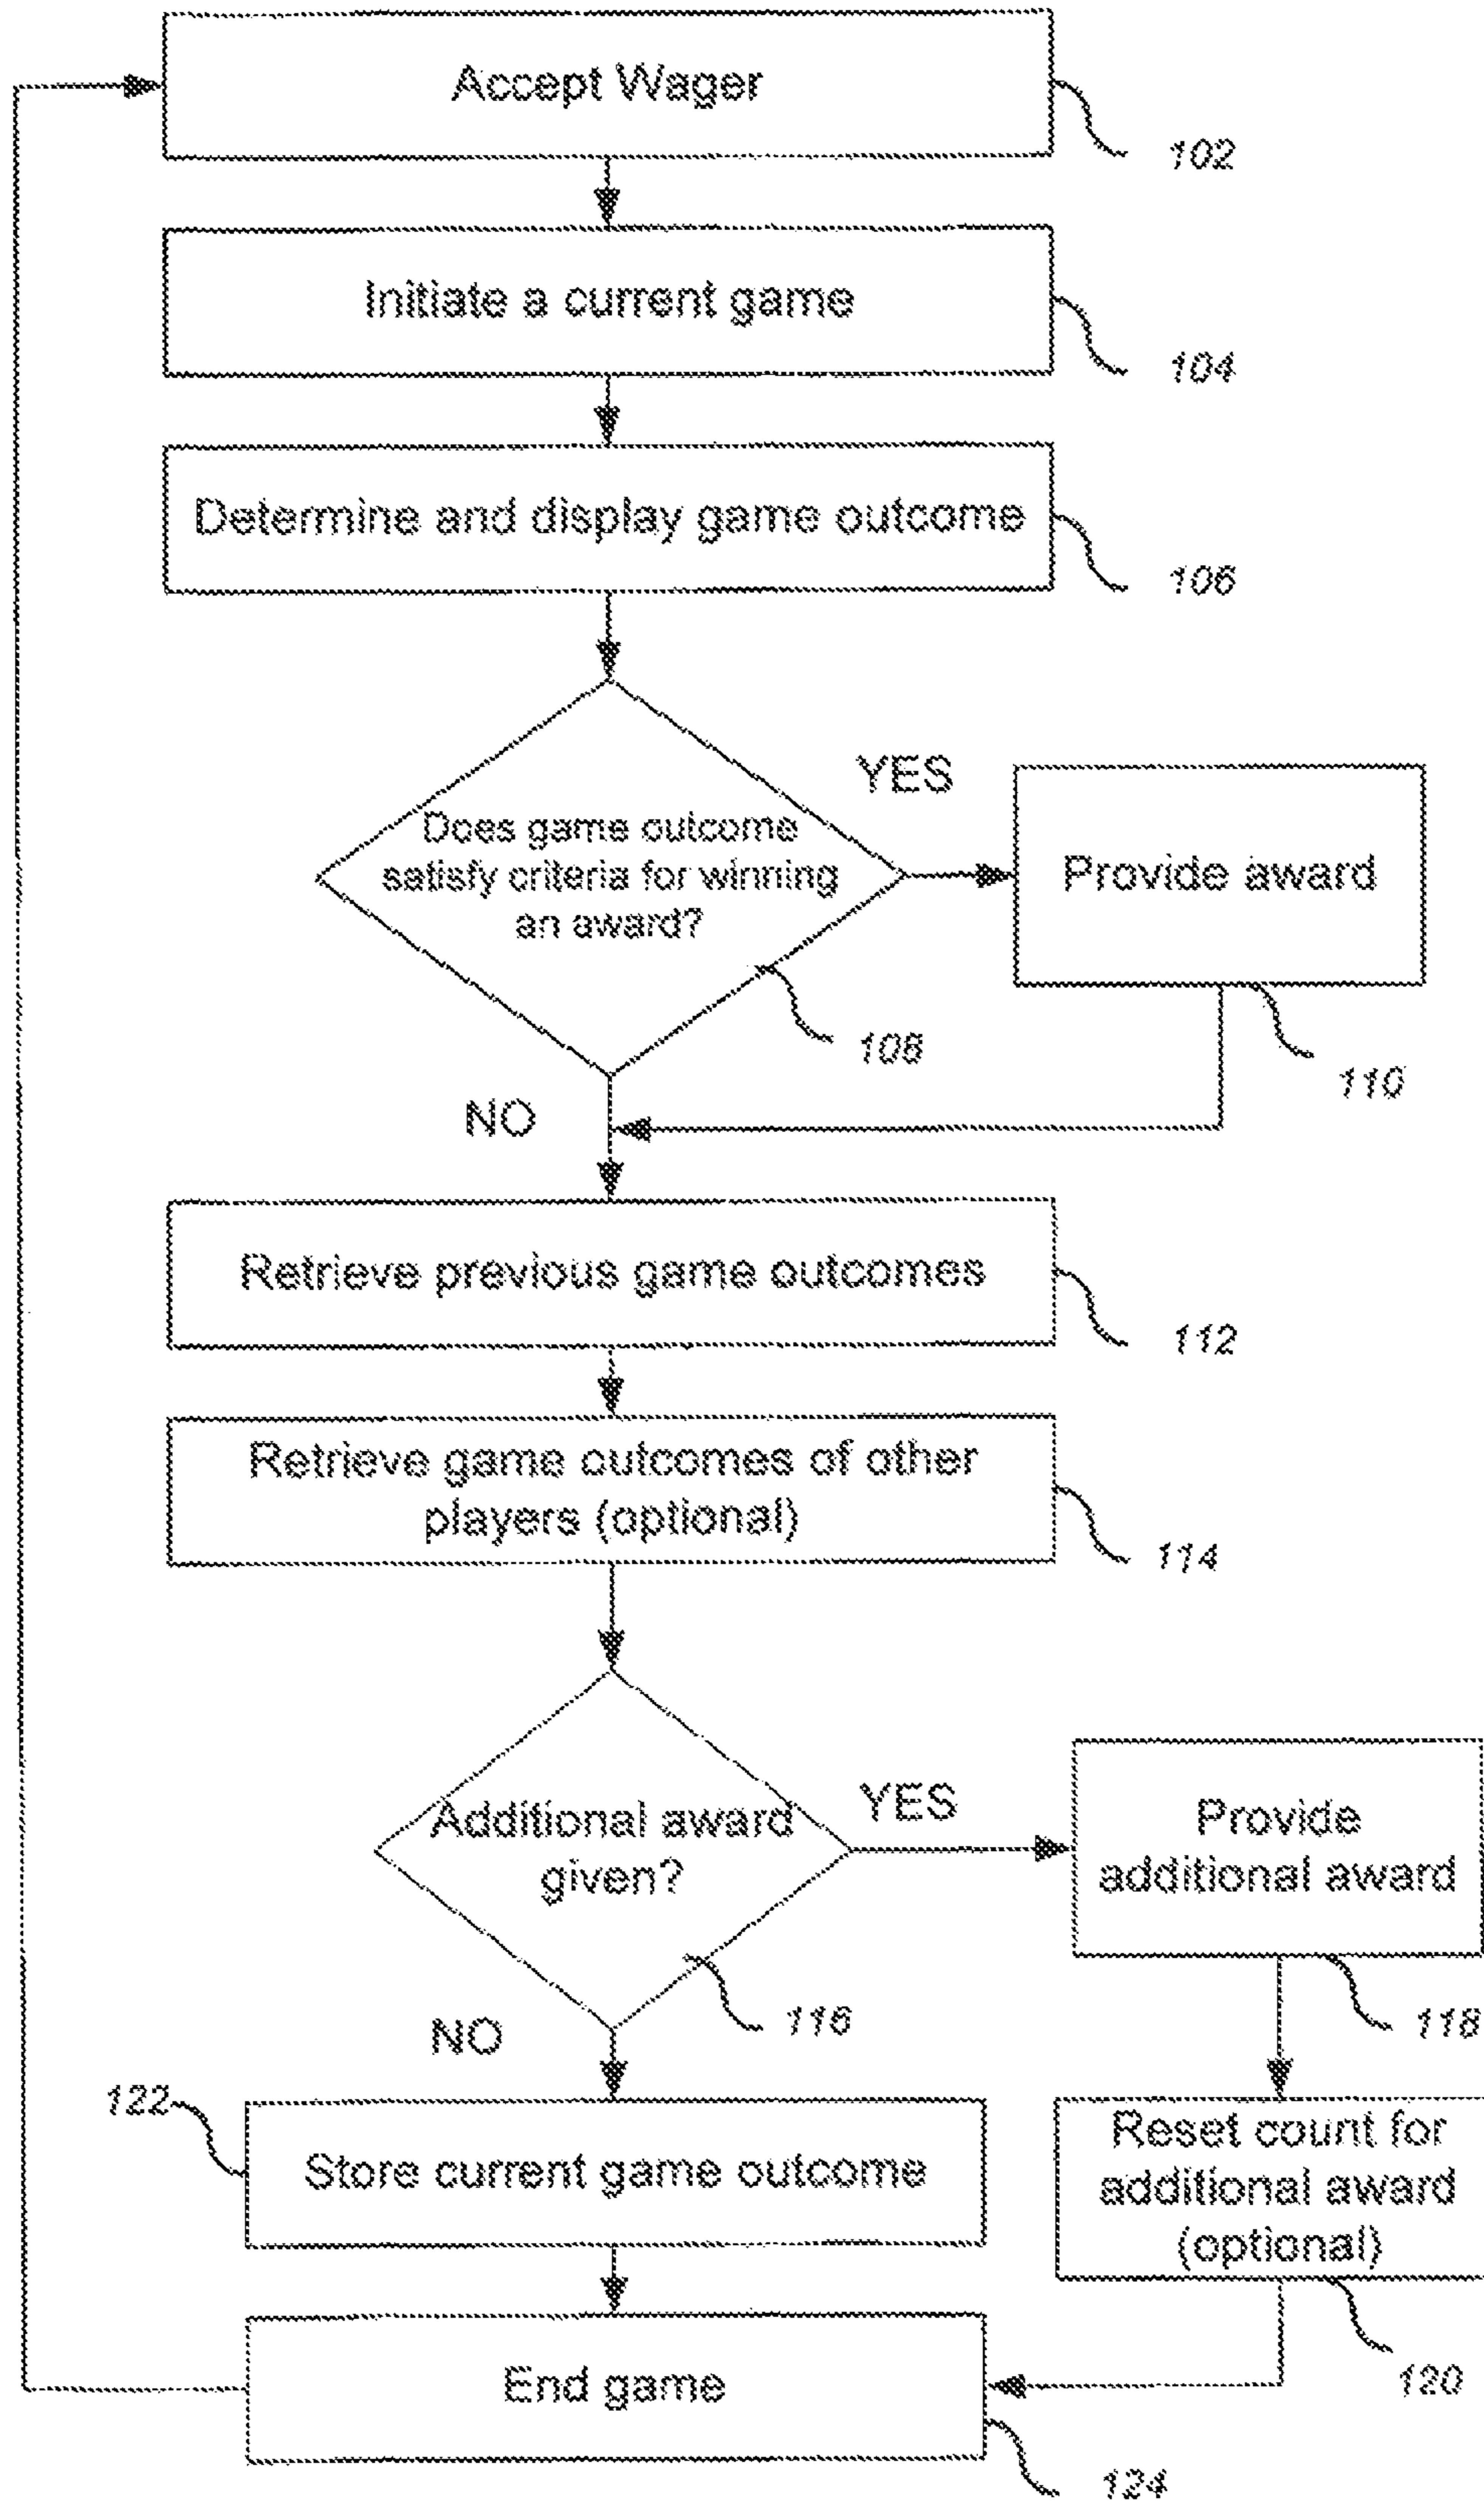 Accept Wager
102
Initiate a current game
104
Determine and display game outcome
106
YES
Does game outcome
satisfy criteria for winning
an award?
Provide award
108
110
NO
Retrieve previous game outcomes
112
Retrieve game outcomes of other
players (optional)
114
YES
Additional award
given?
Provide
additional award
116
118
NO
122
Store current game outcome
Reset count for
additional award
(optional)
End game
120
124